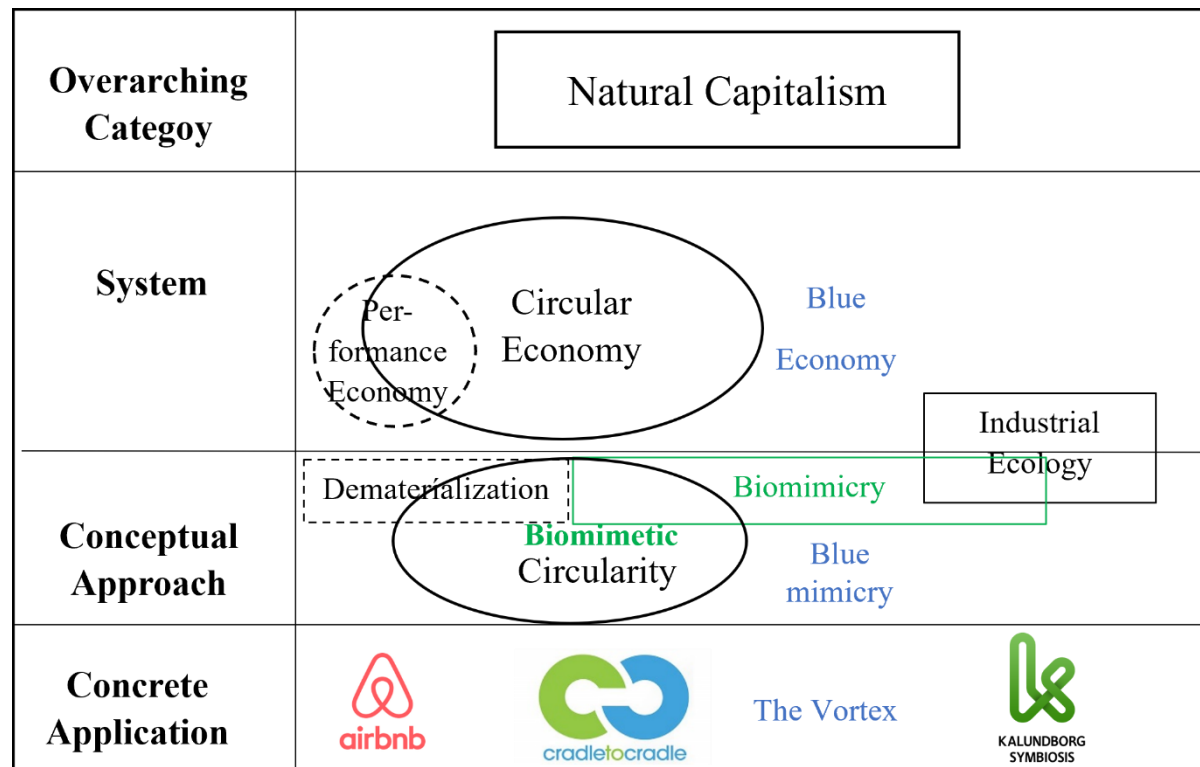 Overarching
Categoy
Natural Capitalism
System
Per-
formance
Economy
Circular
Economy
Blue
Economy
Industrial
Ecology
Conceptual
Approach
Dematerialization
Biomimicry
Biomimetic
Circularity
Blue
mimicry
Concrete
Application
airbnb
cradletocradle
The Vortex
KALUNDBORG
SYMBIOSIS